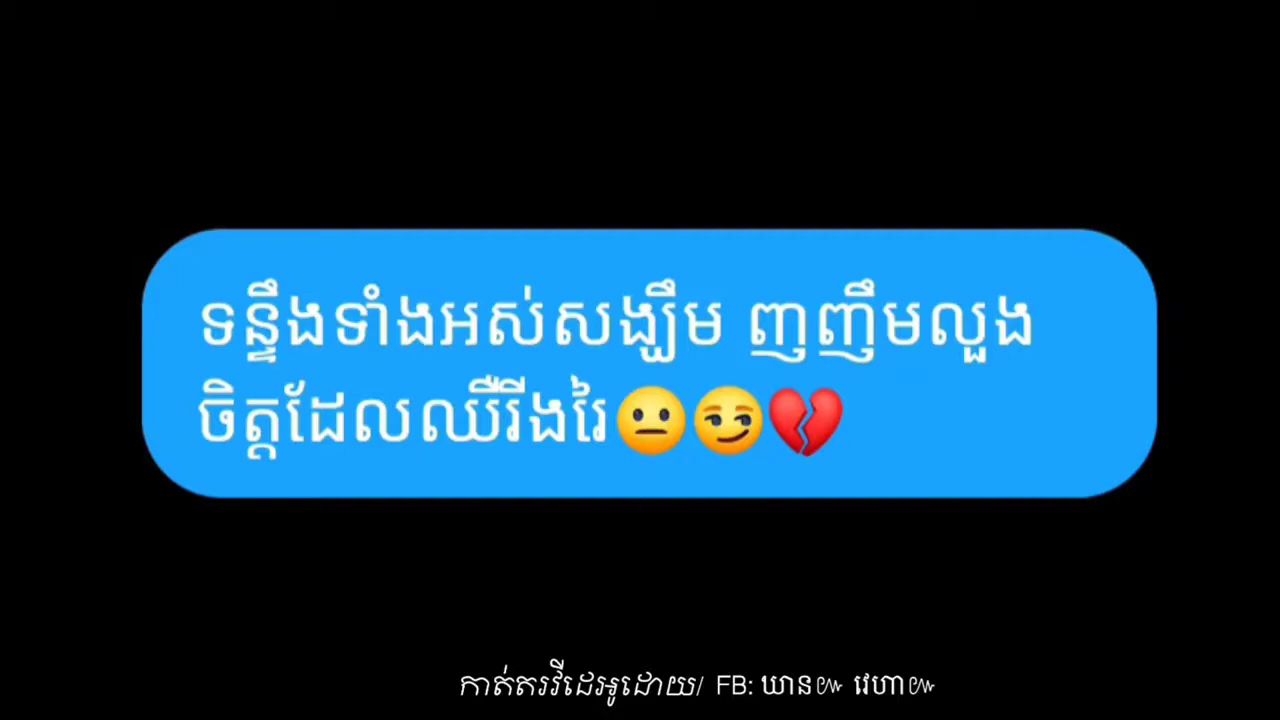 ទន្ទឹងទាំងអស់សង្ឃឹម ញញឹមលួង
ចិត្តដែលឈឺរីងរៃ😐😏💔
កាត់តវីដេអូដោយ/ FB: ឃាន៚ វេហា៚